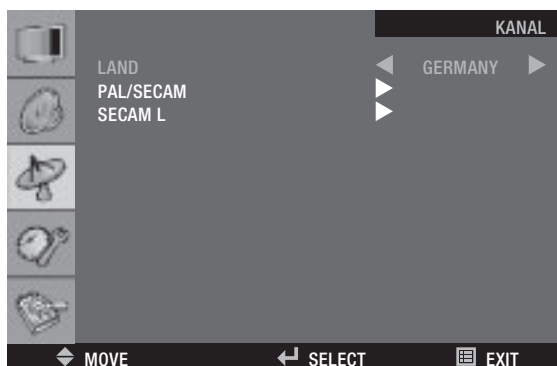 KANAL
LAND GERMANY
PAL/SECAM
SECAM L
MOVE SELECT EXIT